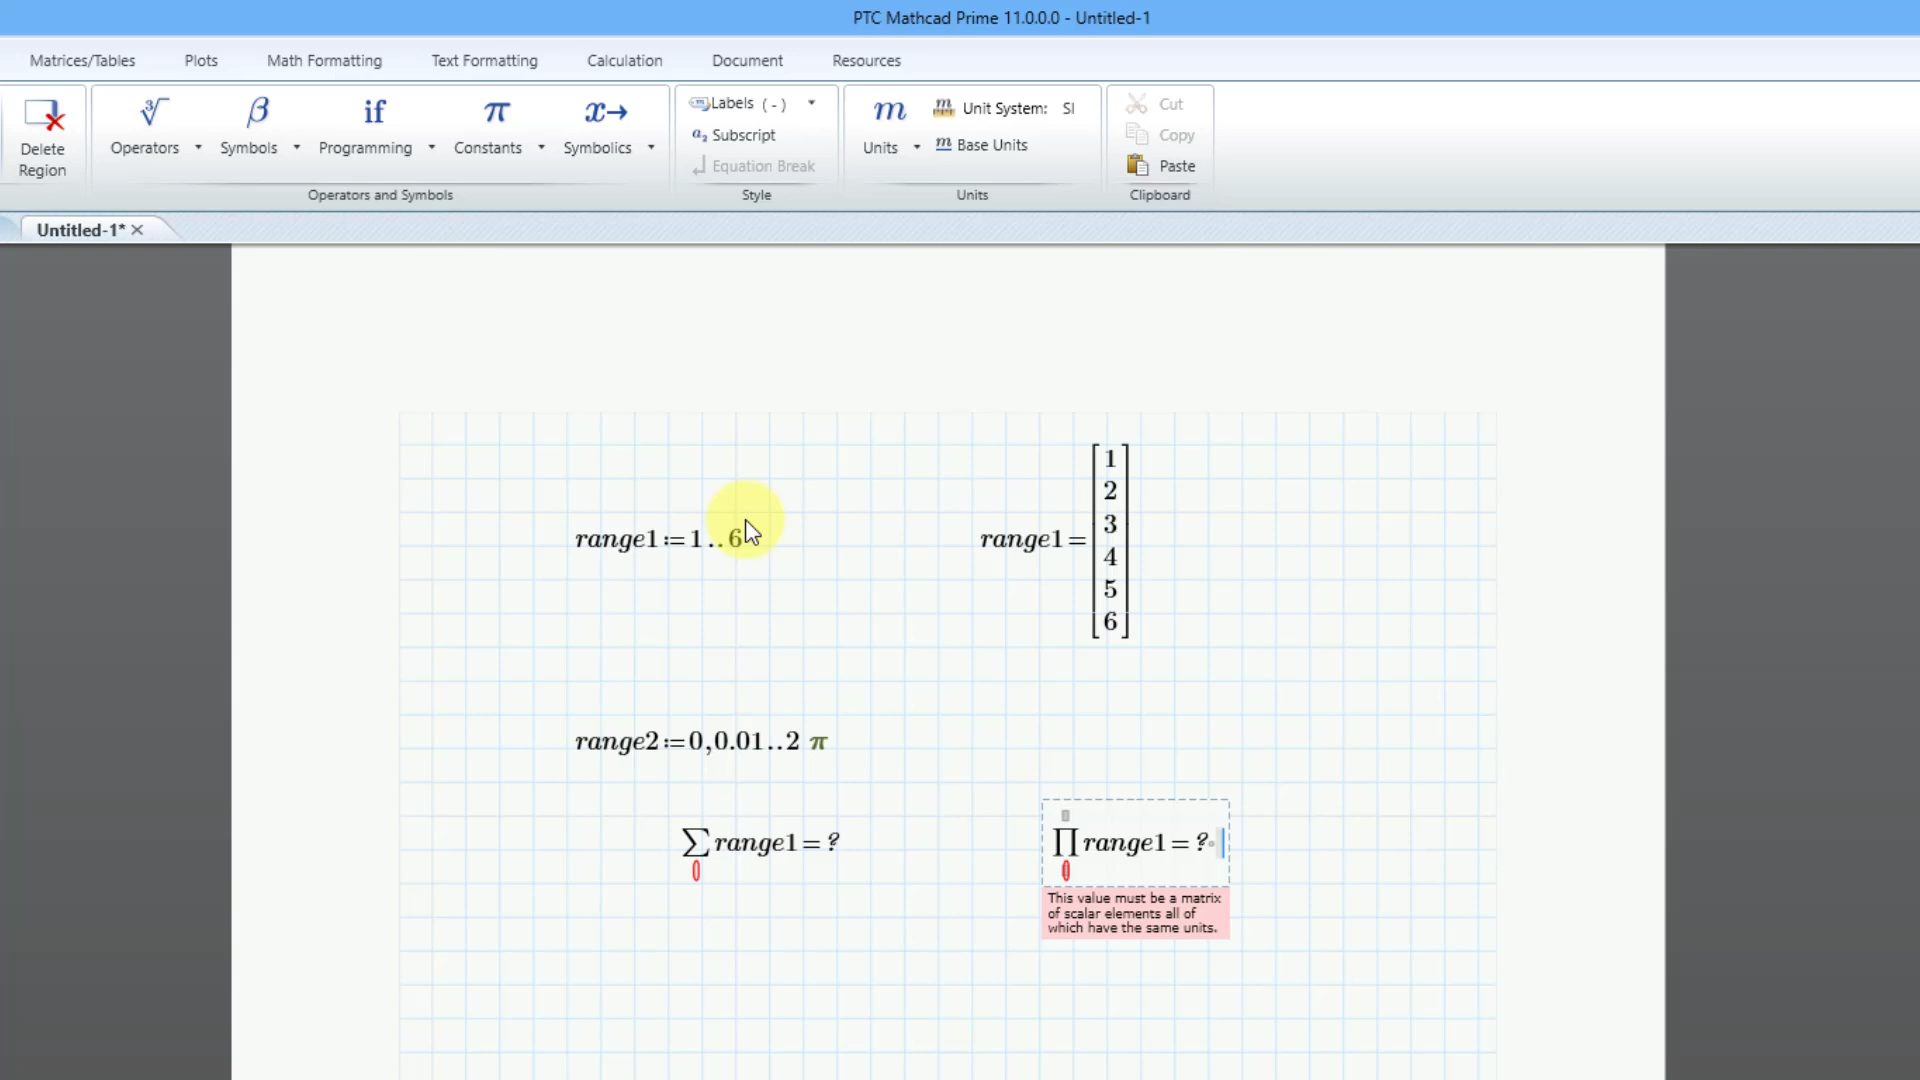 PTC Mathcad Prime 11.0.0.0 - Untitled-1
Matrices/Tables Plots Math Formatting Text Formatting Calculation Document Resources
Delete Region
Operators Symbols Programming Constants Symbolics
if β π x→
Operators and Symbols
Labels ( - )
Subscript
Equation Break
Style
m Units
Unit System: SI
Base Units
Units
Cut
Copy
Paste
Clipboard
Untitled-1*
range1 := 1 .. 6
range1 = [1 2 3 4 5 6]
range2 := 0,0.01..2 π
∑ range1 = ?
∏ range1 = ?
This value must be a matrix
of scalar elements all of
which have the same units.